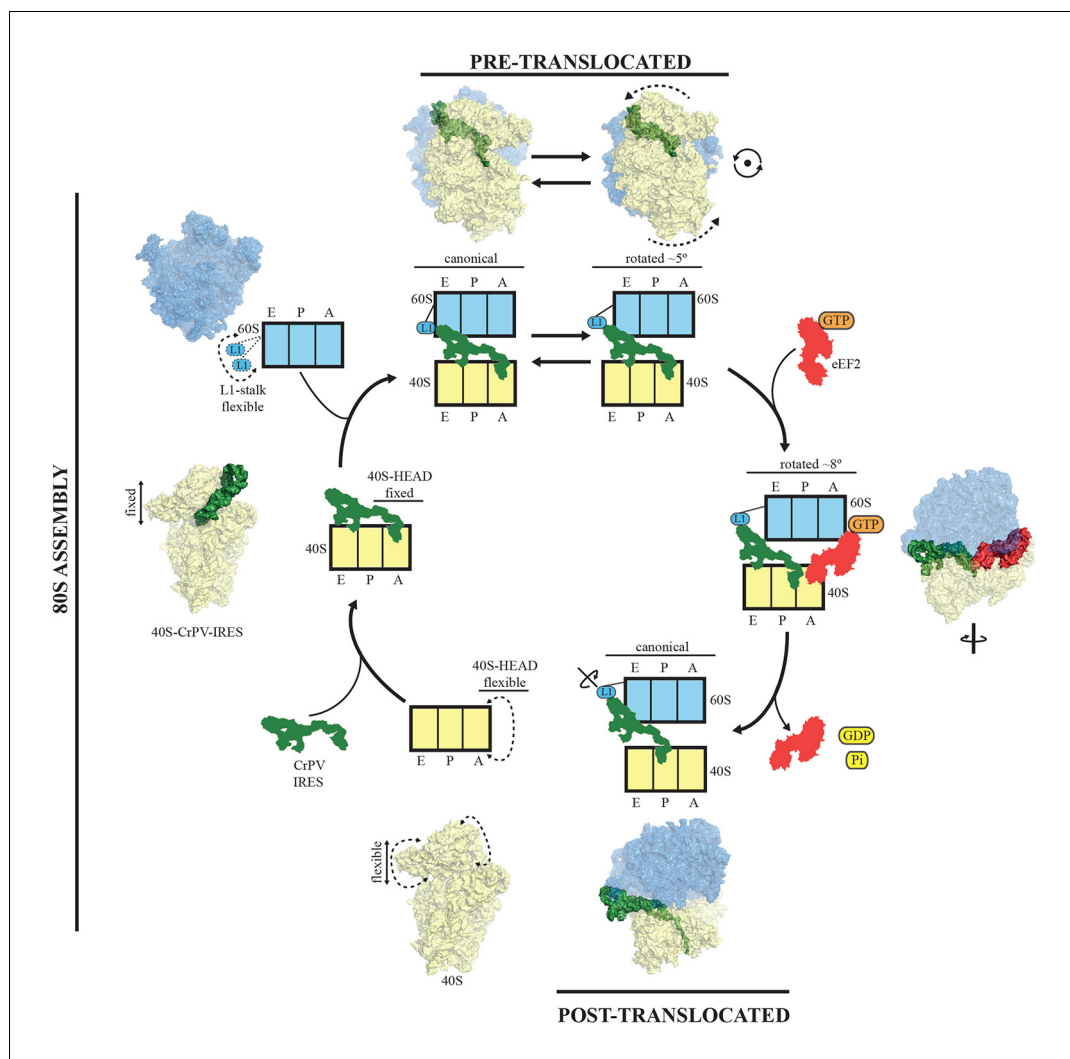 PRE-TRANSLOCATED
canonical
E P A
60S
L1
40S
E P A
rotated ~5º
E P A
60S
L1
40S
E P A
GTP
eEF2
rotated ~8º
E P A
60S
L1
GTP
40S
E P A
canonical
E P A
L1
60S
40S
E P A
GDP
Pi
POST-TRANSLOCATED
80S ASSEMBLY
E P A
60S
L1
L1
L1-stalk
flexible
fixed
40S-CrPV-IRES
40S-HEAD
fixed
40S
E P A
40S-HEAD
flexible
E P A
CrPV
IRES
flexible
40S